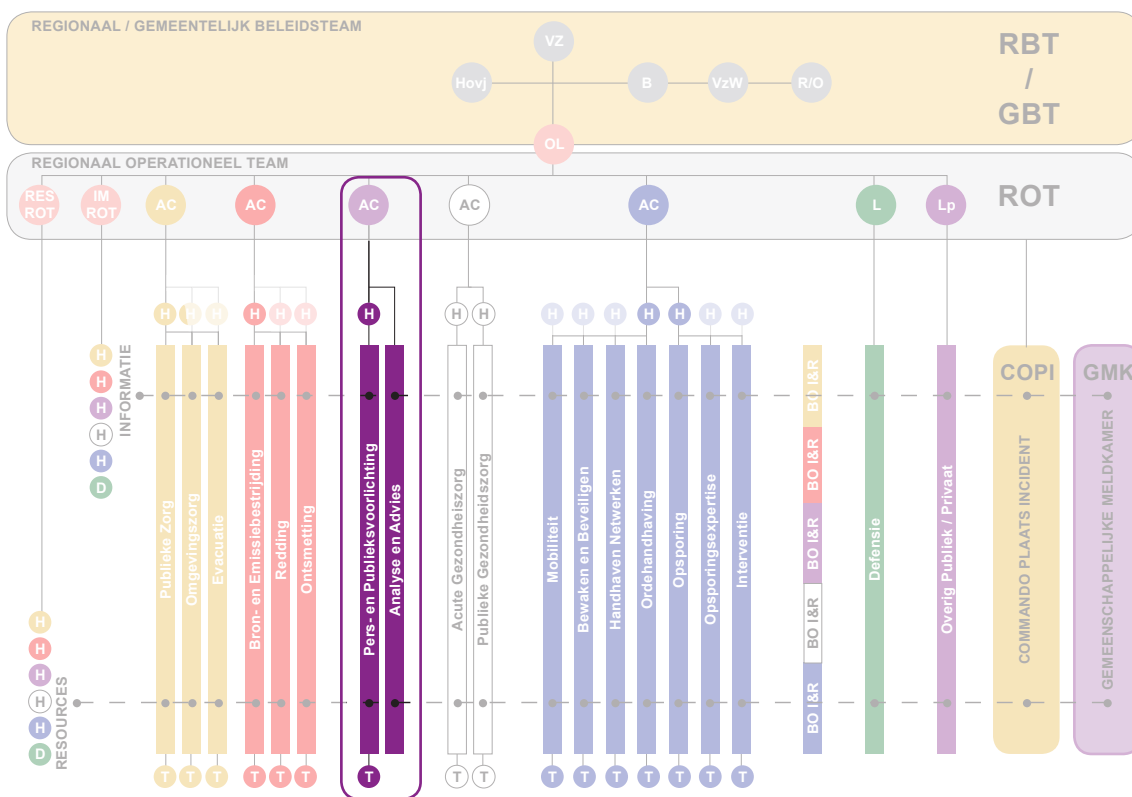 REGIONAAL / GEMEENTELIJK BELEIDSTEAM
VZ
RBT
/
GBT
Hovj B VzW R/O
OL
REGIONAAL OPERATIONEEL TEAM
RES ROT
IM ROT
AC AC AC AC AC L Lp
ROT
H H H H H H H H H H H H H H H H
H
H
H
H
H
D
INFORMATIE
H
H
H
H
H
D
RESOURCES
Publieke Zorg
Omgevingszorg
Evacuatie
Bron- en Emissiebestrijding
Redding
Ontsmetting
Pers- en Publieksvoorlichting
Analyse en Advies
Acute Gezondheiszorg
Publieke Gezondheidszorg
Mobiliteit
Bewaken en Beveiligen
Handhaven Netwerken
Ordehandhaving
Opsporing
Opsporingsexpertise
Interventie
BO I&R
BO I&R
BO I&R
BO I&R
BO I&R
Defensie
Overig Publiek / Privaat
COPI
COMMANDO PLAATS INCIDENT
GMK
GEMEENSCHAPPELIJKE MELDKAMER
T T T T T T T T T T T T T T T T